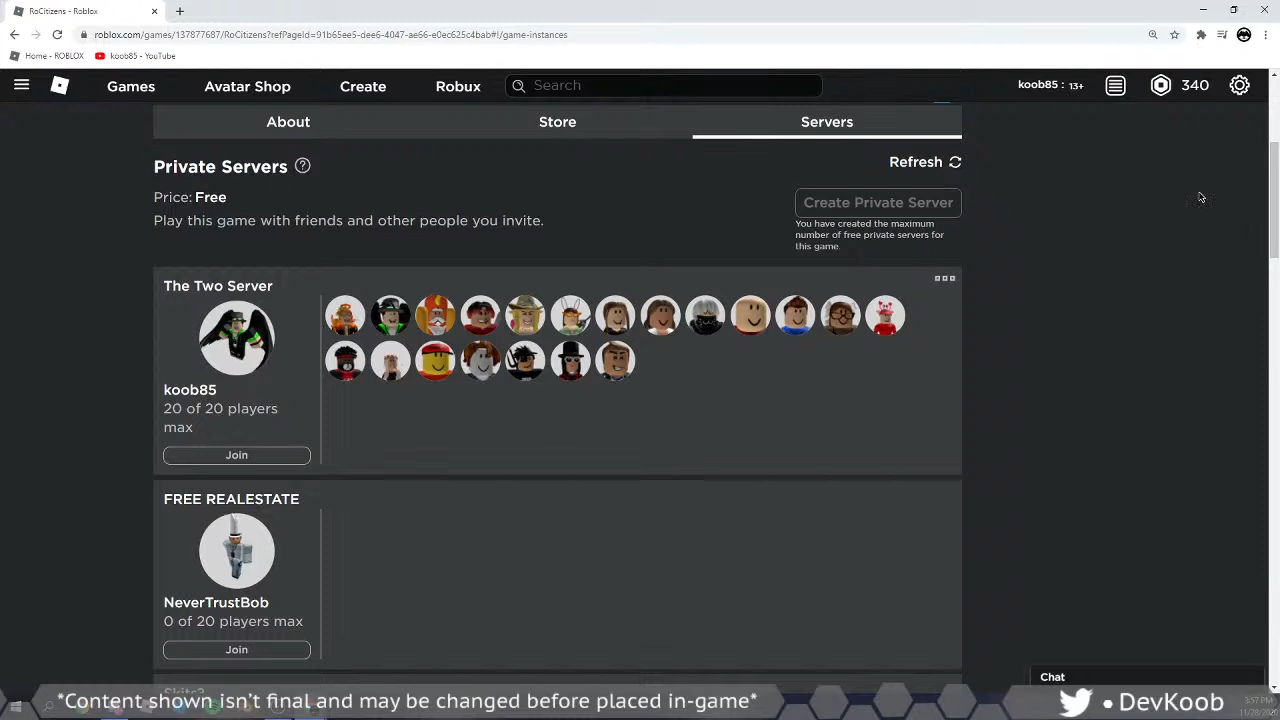 RoCitizens - Roblox
roblox.com/games/137877687/RoCitizens?refPageId=91b65ee5-dee6-4047-ae66-e0ec625c4bab#!/game-instances
Home - ROBLOX koob85 - YouTube
Games Avatar Shop Create Robux Search koob85 : 13+ 340
About Store Servers
Private Servers ?
Refresh
Price: Free
Create Private Server
Play this game with friends and other people you invite.
You have created the maximum
number of free private servers for
this game.
The Two Server
koob85
20 of 20 players
max
Join
FREE REALESTATE
NeverTrustBob
0 of 20 players max
Join
Chat
*Content shown isn't final and may be changed before placed in-game*
• DevKoob
3:57 PM